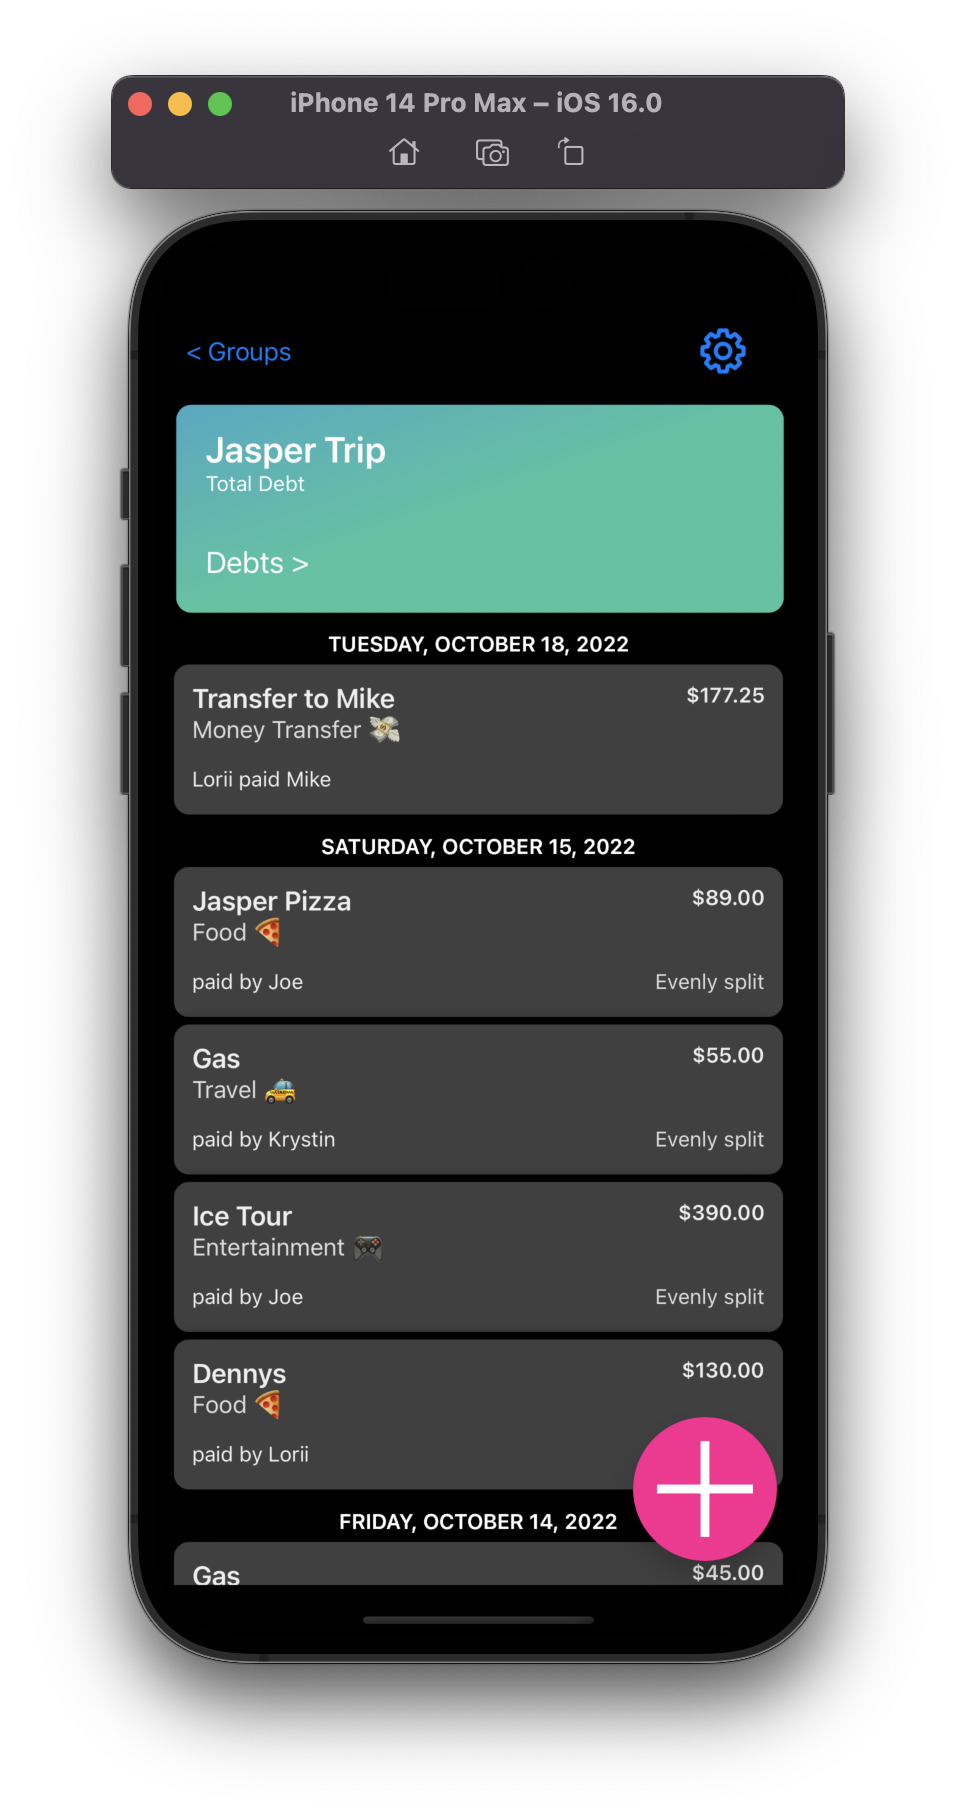 iPhone 14 Pro Max – iOS 16.0
< Groups
Jasper Trip
Total Debt
Debts >
TUESDAY, OCTOBER 18, 2022
Transfer to Mike $177.25
Money Transfer 💸
Lorii paid Mike
SATURDAY, OCTOBER 15, 2022
Jasper Pizza $89.00
Food 🍕
paid by Joe Evenly split
Gas $55.00
Travel 🚕
paid by Krystin Evenly split
Ice Tour $390.00
Entertainment 🎮
paid by Joe Evenly split
Dennys $130.00
Food 🍕
paid by Lorii
FRIDAY, OCTOBER 14, 2022
Gas $45.00